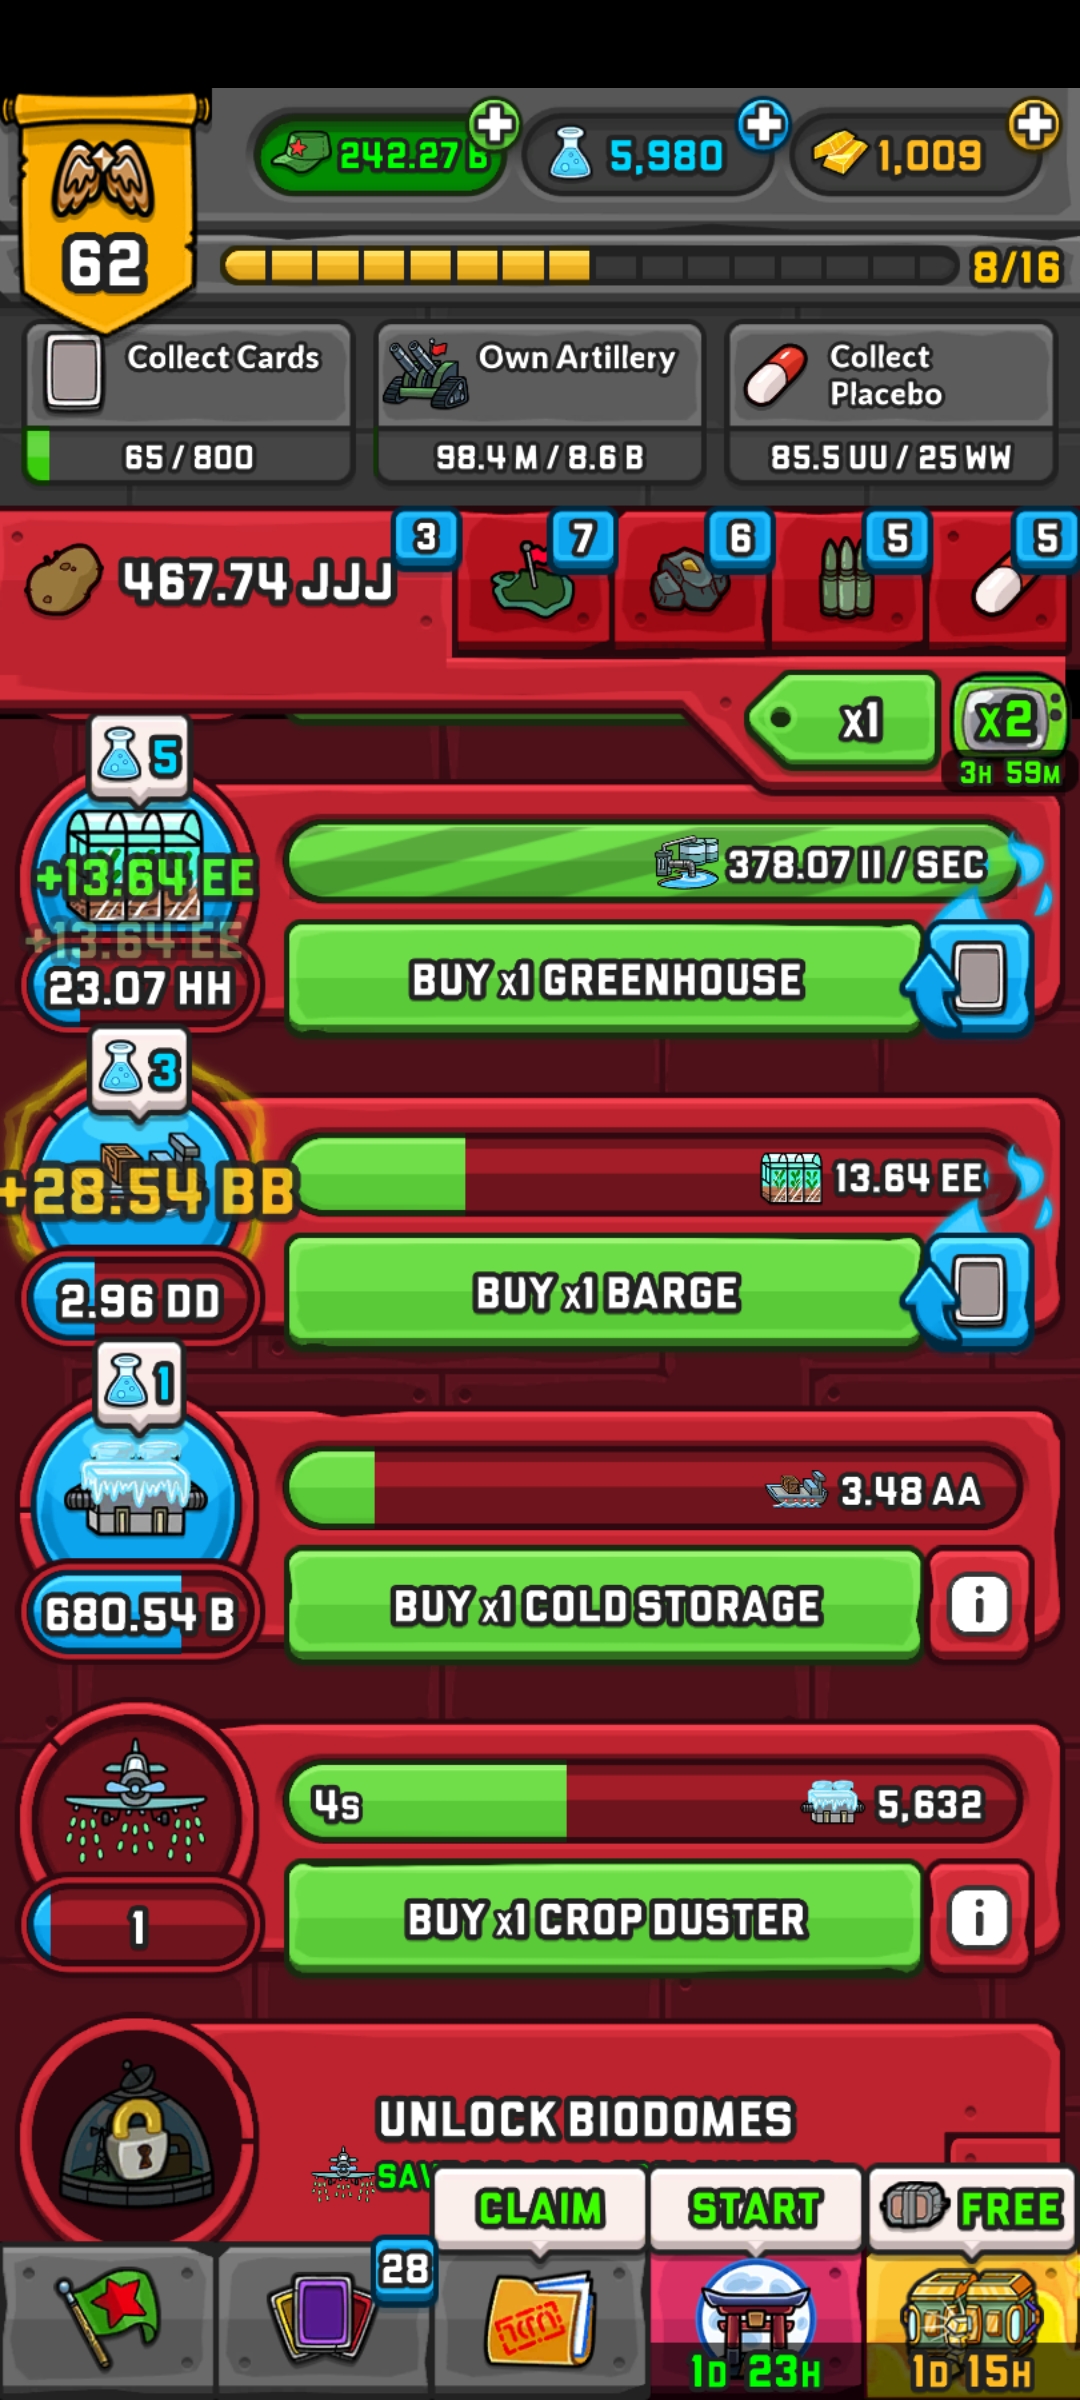 62
242.27 B
5,980
1,009
8/16
Collect Cards
65 / 800
Own Artillery
98.4 M / 8.6 B
Collect
Placebo
85.5 UU / 25 WW
467.74 JJJ
3
7
6
5
5
x1
x2
3H 59M
5
+13.64 EE
+13.64 EE
23.07 HH
378.07 II / SEC
BUY x1 GREENHOUSE
3
+28.54 BB
2.96 DD
13.64 EE
BUY x1 BARGE
1
680.54 B
3.48 AA
BUY x1 COLD STORAGE
i
1
4s
5,632
BUY x1 CROP DUSTER
i
UNLOCK BIODOMES
CLAIM
START
FREE
28
1D 23H
1D 15H